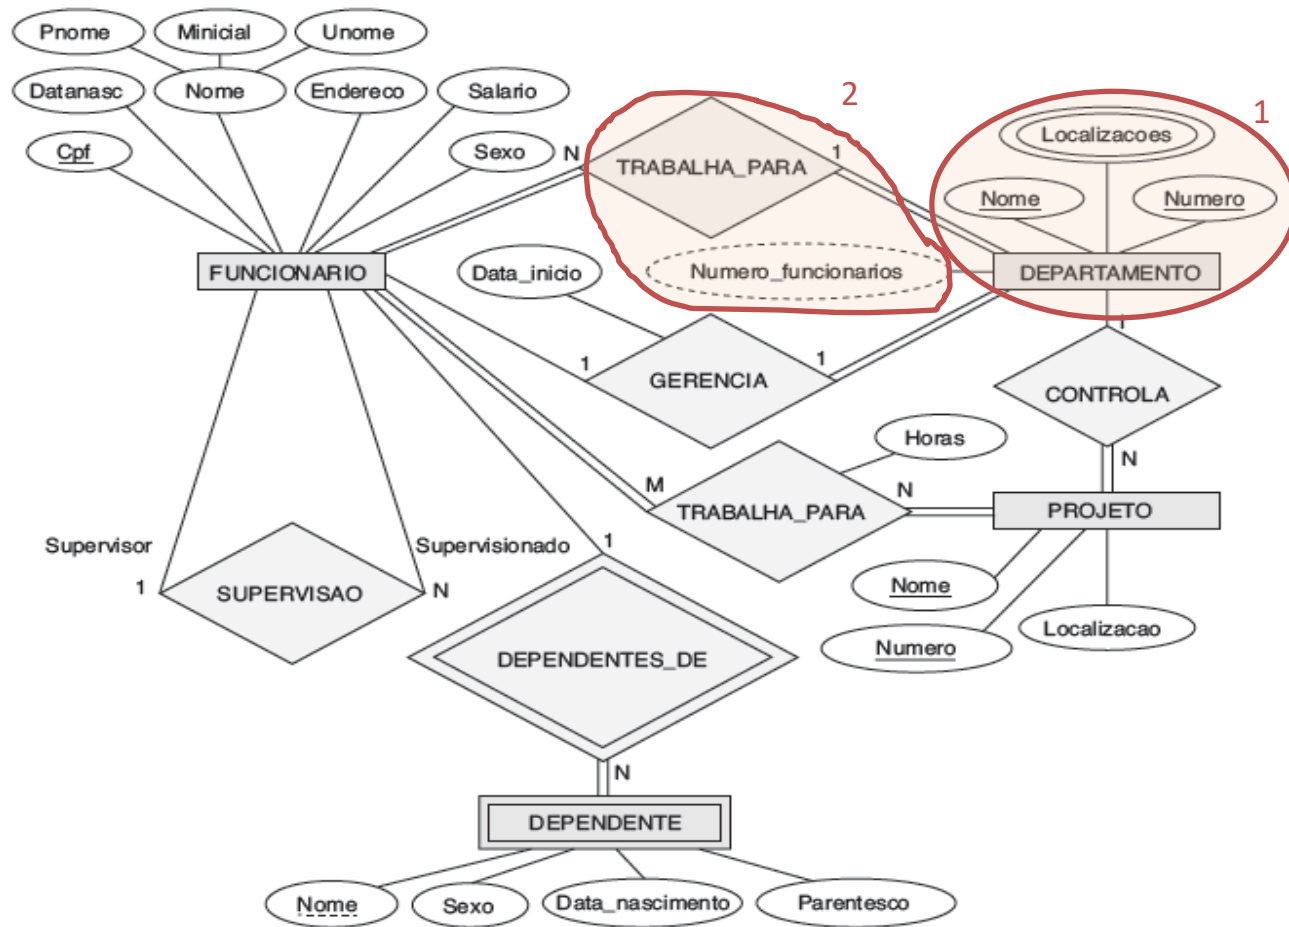 Pnome Minicial Unome
Datanasc Nome Endereco Salario
2
1
Localizacoes
Cpf Sexo
N TRABALHA_PARA 1
Nome Numero
FUNCIONARIO Data_inicio Numero_funcionarios DEPARTAMENTO
1
1 GERENCIA 1
CONTROLA
Horas
N
M TRABALHA_PARA N PROJETO
Supervisor Supervisionado 1
1 SUPERVISAO N
Nome
Numero Localizacao
DEPENDENTES_DE
N
DEPENDENTE
Nome Sexo Data_nascimento Parentesco